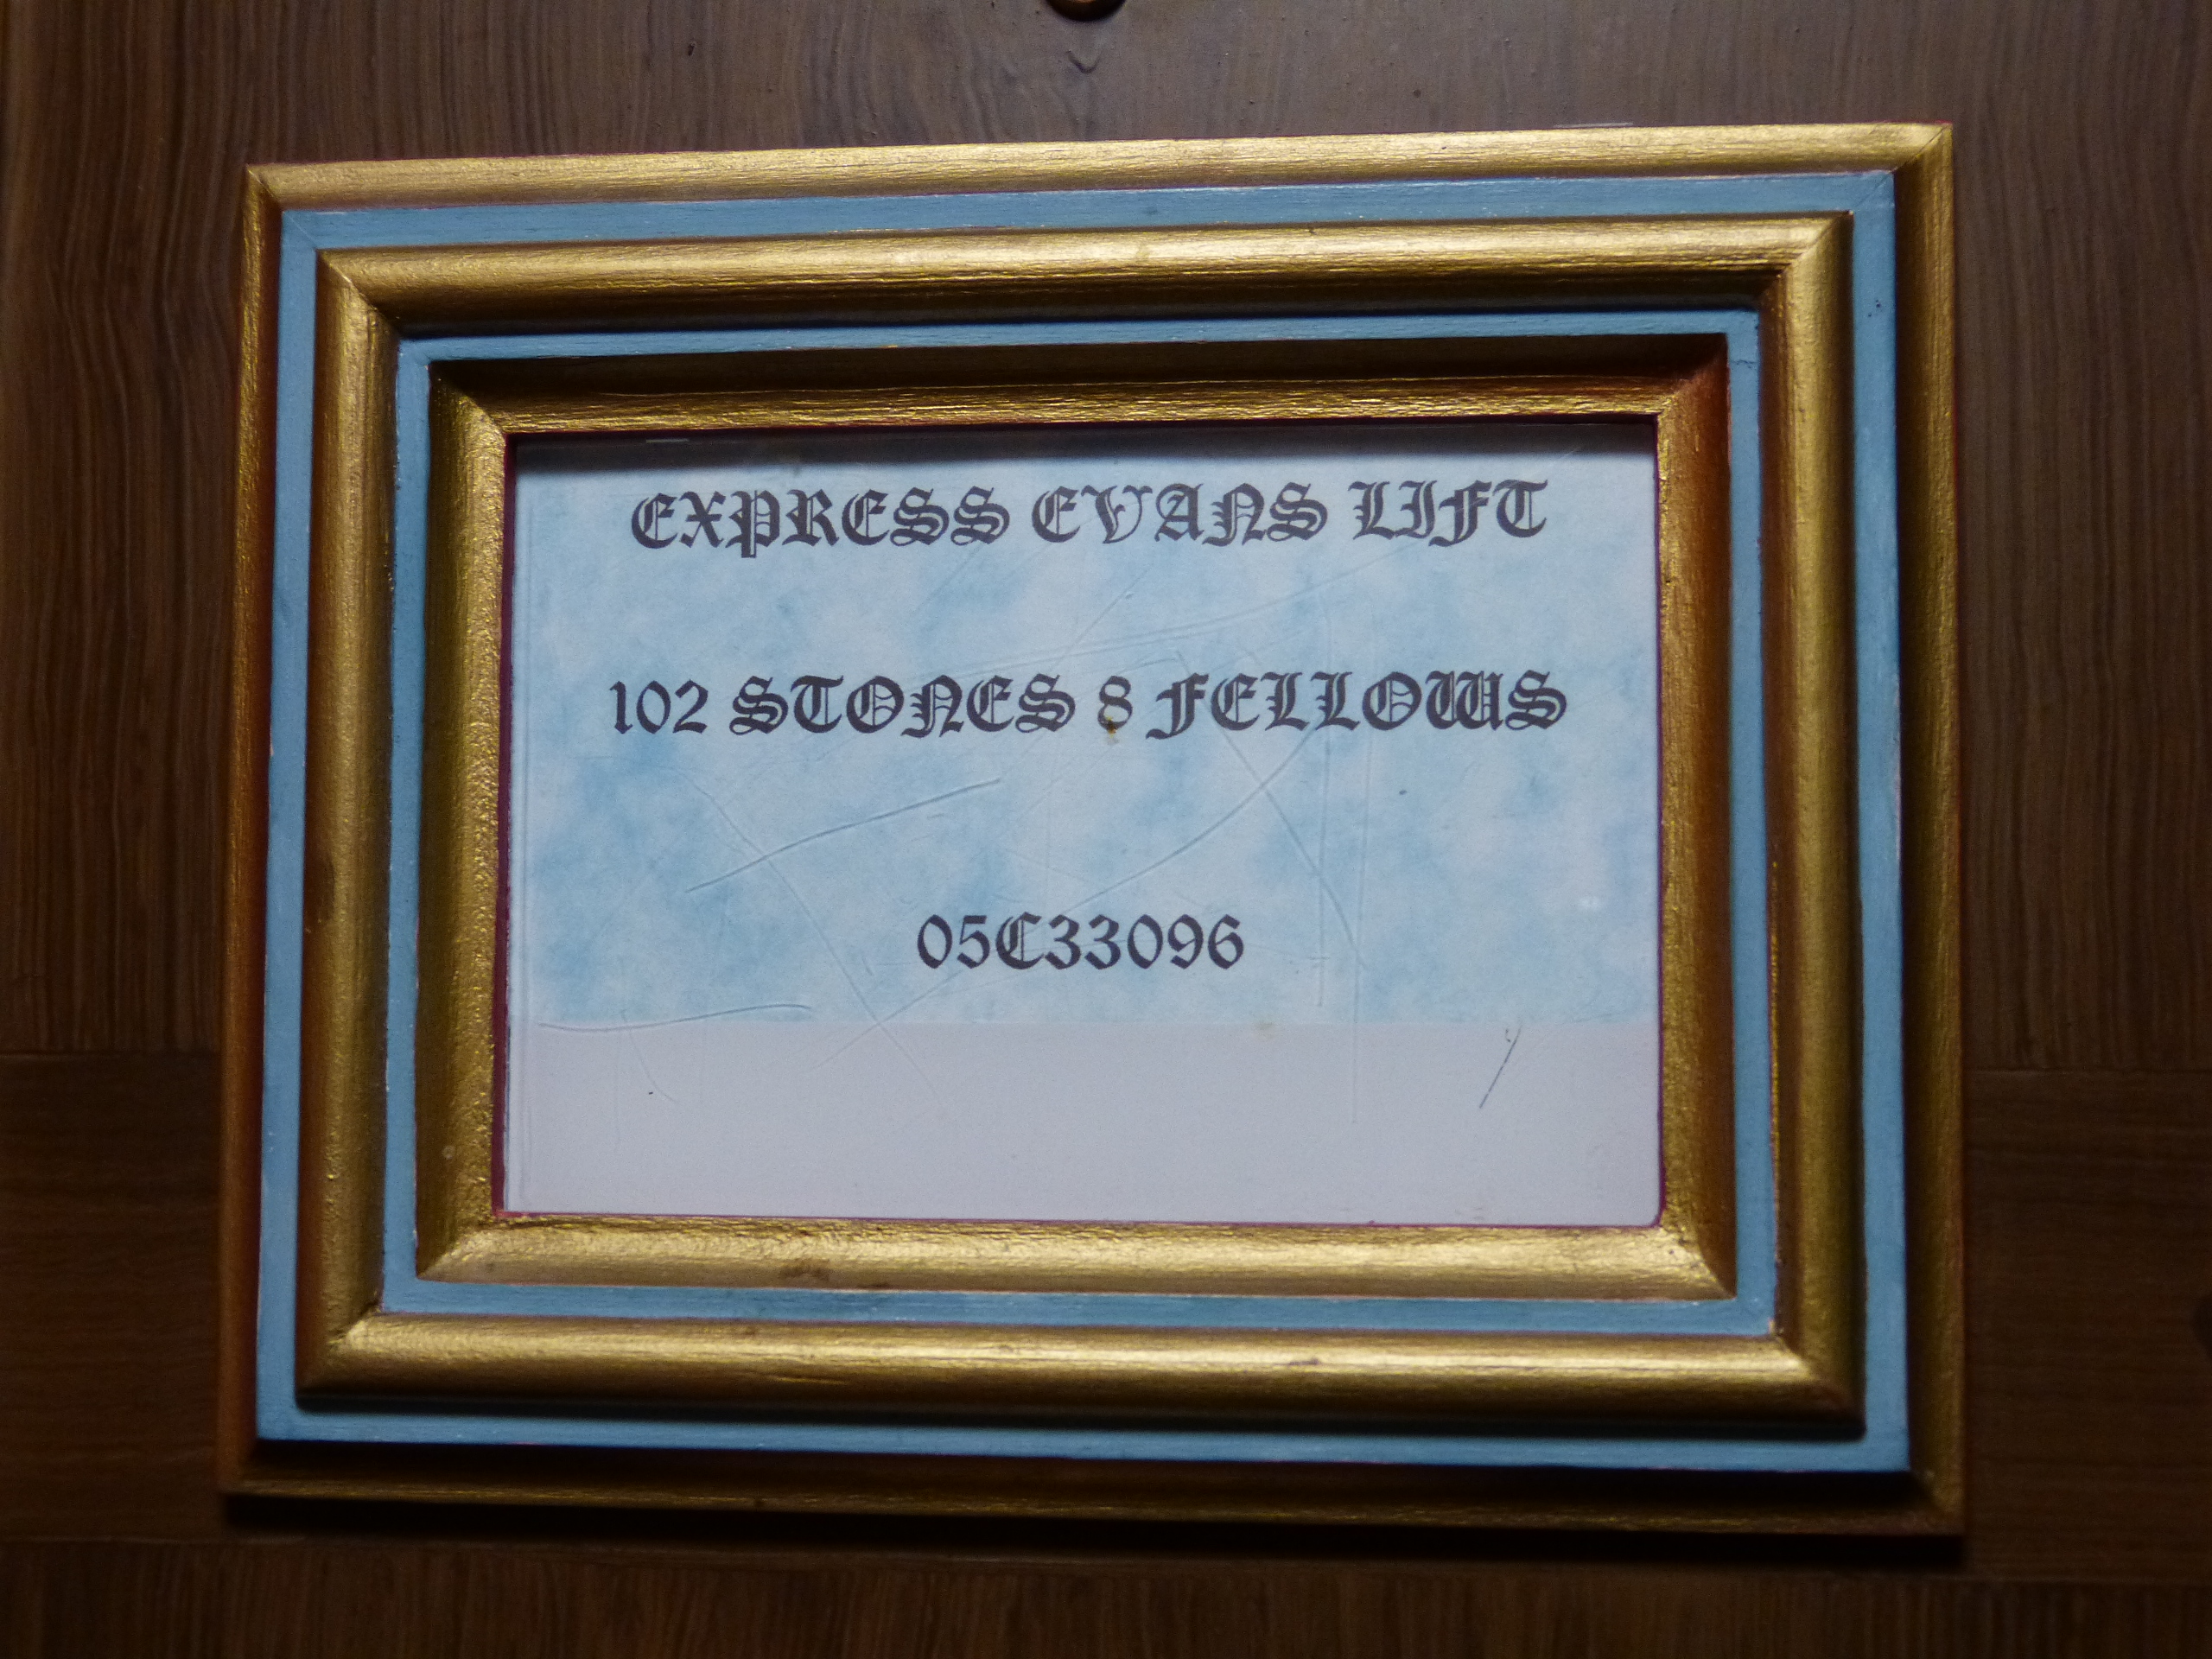 EXPRESS EVANS LIFT
102 STONES 8 FELLOWS
05C33096